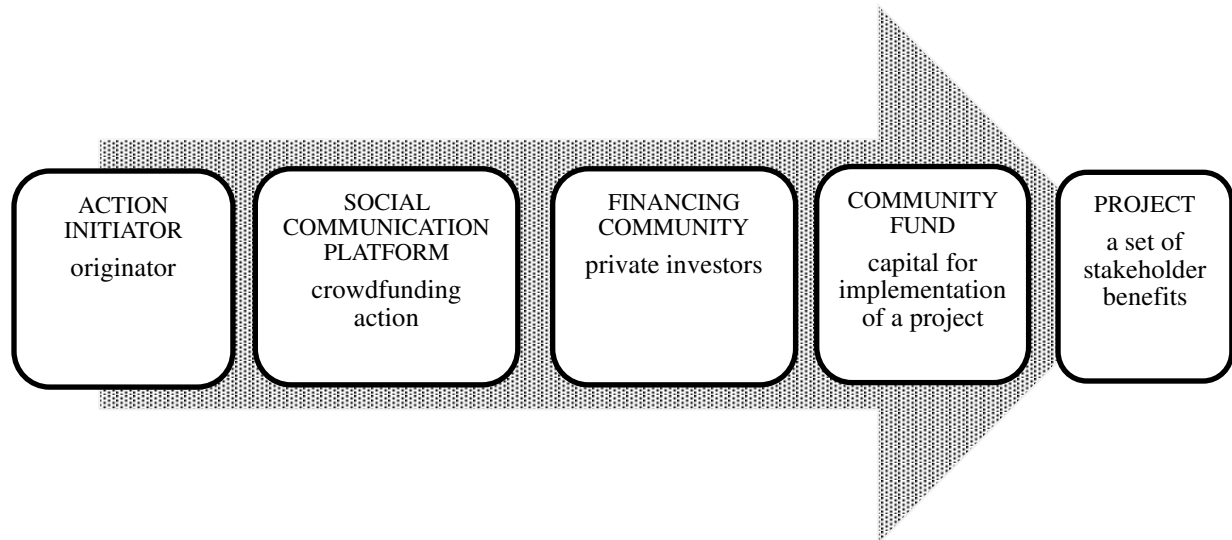 ACTION
INITIATOR
originator
SOCIAL
COMMUNICATION
PLATFORM
crowdfunding
action
FINANCING
COMMUNITY
private investors
COMMUNITY
FUND
capital for
implementation
of a project
PROJECT
a set of
stakeholder
benefits